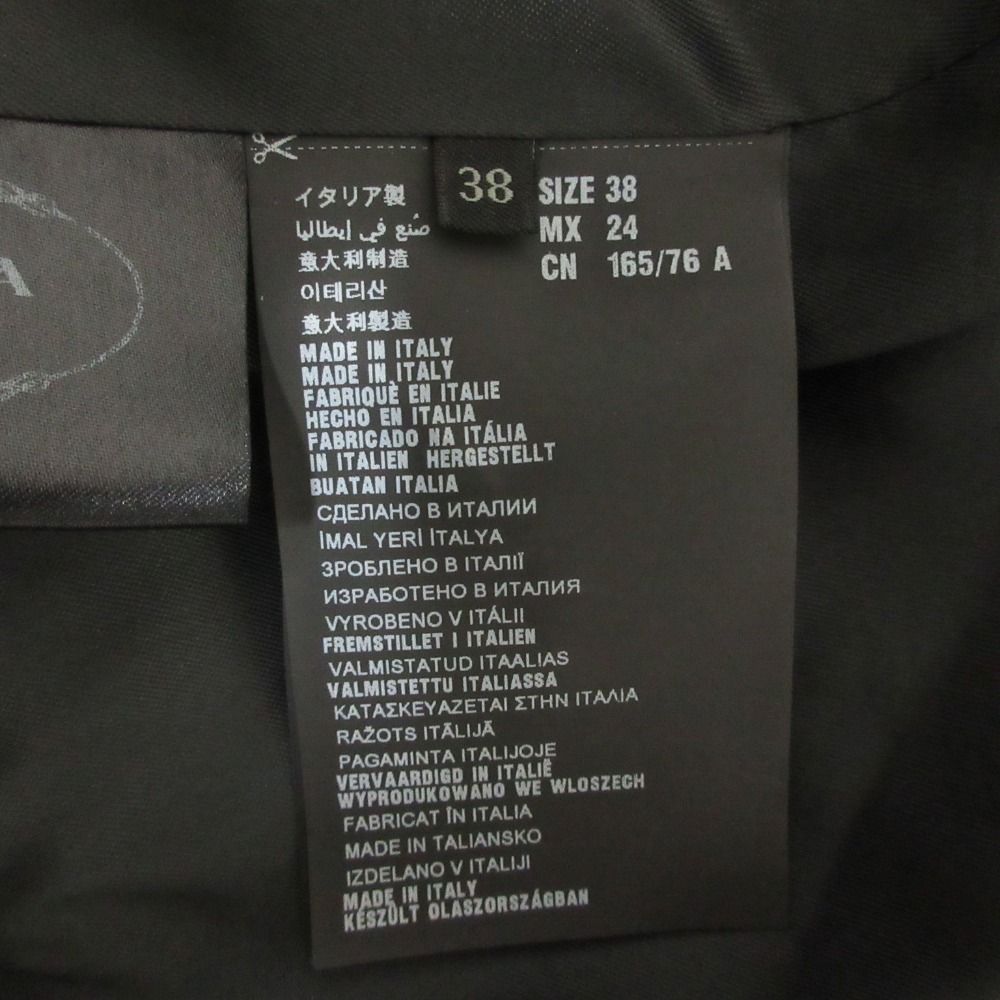 A
38
SIZE 38
MX 24
CN 165/76 A
イタリア製
صُنع في إيطاليا
意大利制造
이테리산
意大利製造
MADE IN ITALY
MADE IN ITALY
FABRIQUÈ EN ITALIE
HECHO EN ITALIA
FABRICADO NA ITÁLIA
IN ITALIEN HERGESTELLT
BUATAN ITALIA
СДЕЛАНО В ИТАЛИИ
İMAL YERİ İTALYA
ЗРОБЛЕНО В ІТАЛІЇ
ИЗРАБОТЕНО В ИТАЛИЯ
VYROBENO V ITÁLII
FREMSTILLET I ITALIEN
VALMISTATUD ITAALIAS
VALMISTETTU ITALIASSA
ΚΑΤΑΣΚΕΥΑΖΕΤΑΙ ΣΤΗΝ ΙΤΑΛΙΑ
RAŽOTS ITĀLIJĀ
PAGAMINTA ITALIJOJE
VERVAARDIGD IN ITALIË
WYPRODUKOWANO WE WLOSZECH
FABRICAT ÎN ITALIA
MADE IN TALIANSKO
IZDELANO V ITALIJI
MADE IN ITALY
KÉSZÜLT OLASZORSZÁGBAN